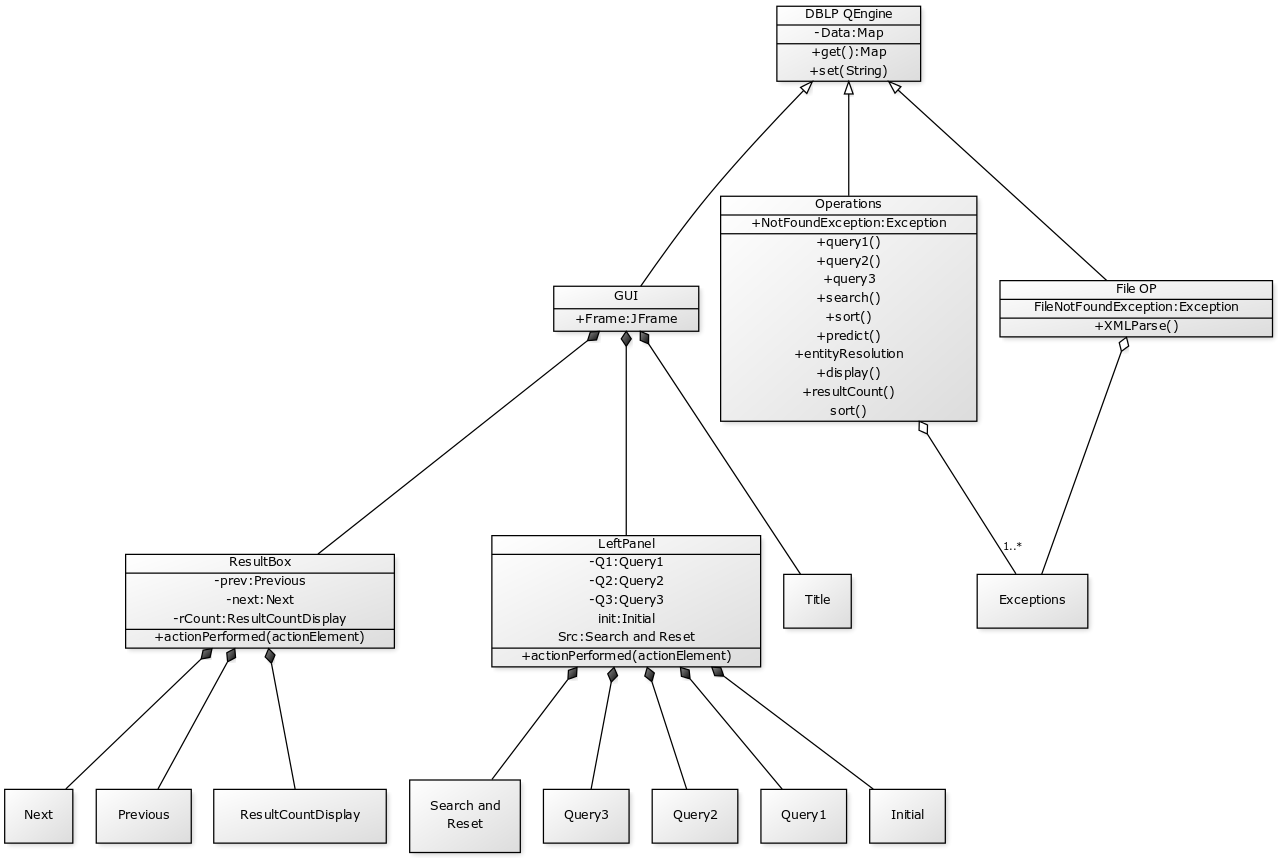 DBLP QEngine
-Data:Map
+get():Map
+set(String)
Operations
+NotFoundException:Exception
+query1()
+query2()
+query3
+search()
+sort()
+predict()
+entityResolution
+display()
+resultCount()
sort()
GUI
+Frame:JFrame
File OP
FileNotFoundException:Exception
+XMLParse()
1..*
ResultBox
-prev:Previous
-next:Next
-rCount:ResultCountDisplay
+actionPerformed(actionElement)
LeftPanel
-Q1:Query1
-Q2:Query2
-Q3:Query3
init:Initial
Src:Search and Reset
+actionPerformed(actionElement)
Title
Exceptions
Next
Previous
ResultCountDisplay
Search and
Reset
Query3
Query2
Query1
Initial